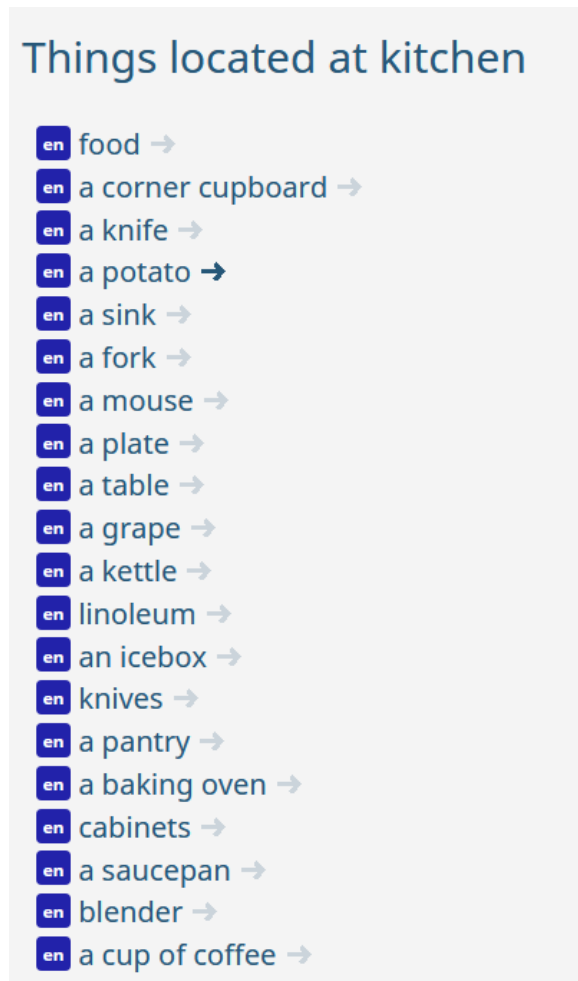 Things located at kitchen
en food →
en a corner cupboard →
en a knife →
en a potato →
en a sink →
en a fork →
en a mouse →
en a plate →
en a table →
en a grape →
en a kettle →
en linoleum →
en an icebox →
en knives →
en a pantry →
en a baking oven →
en cabinets →
en a saucepan →
en blender →
en a cup of coffee →